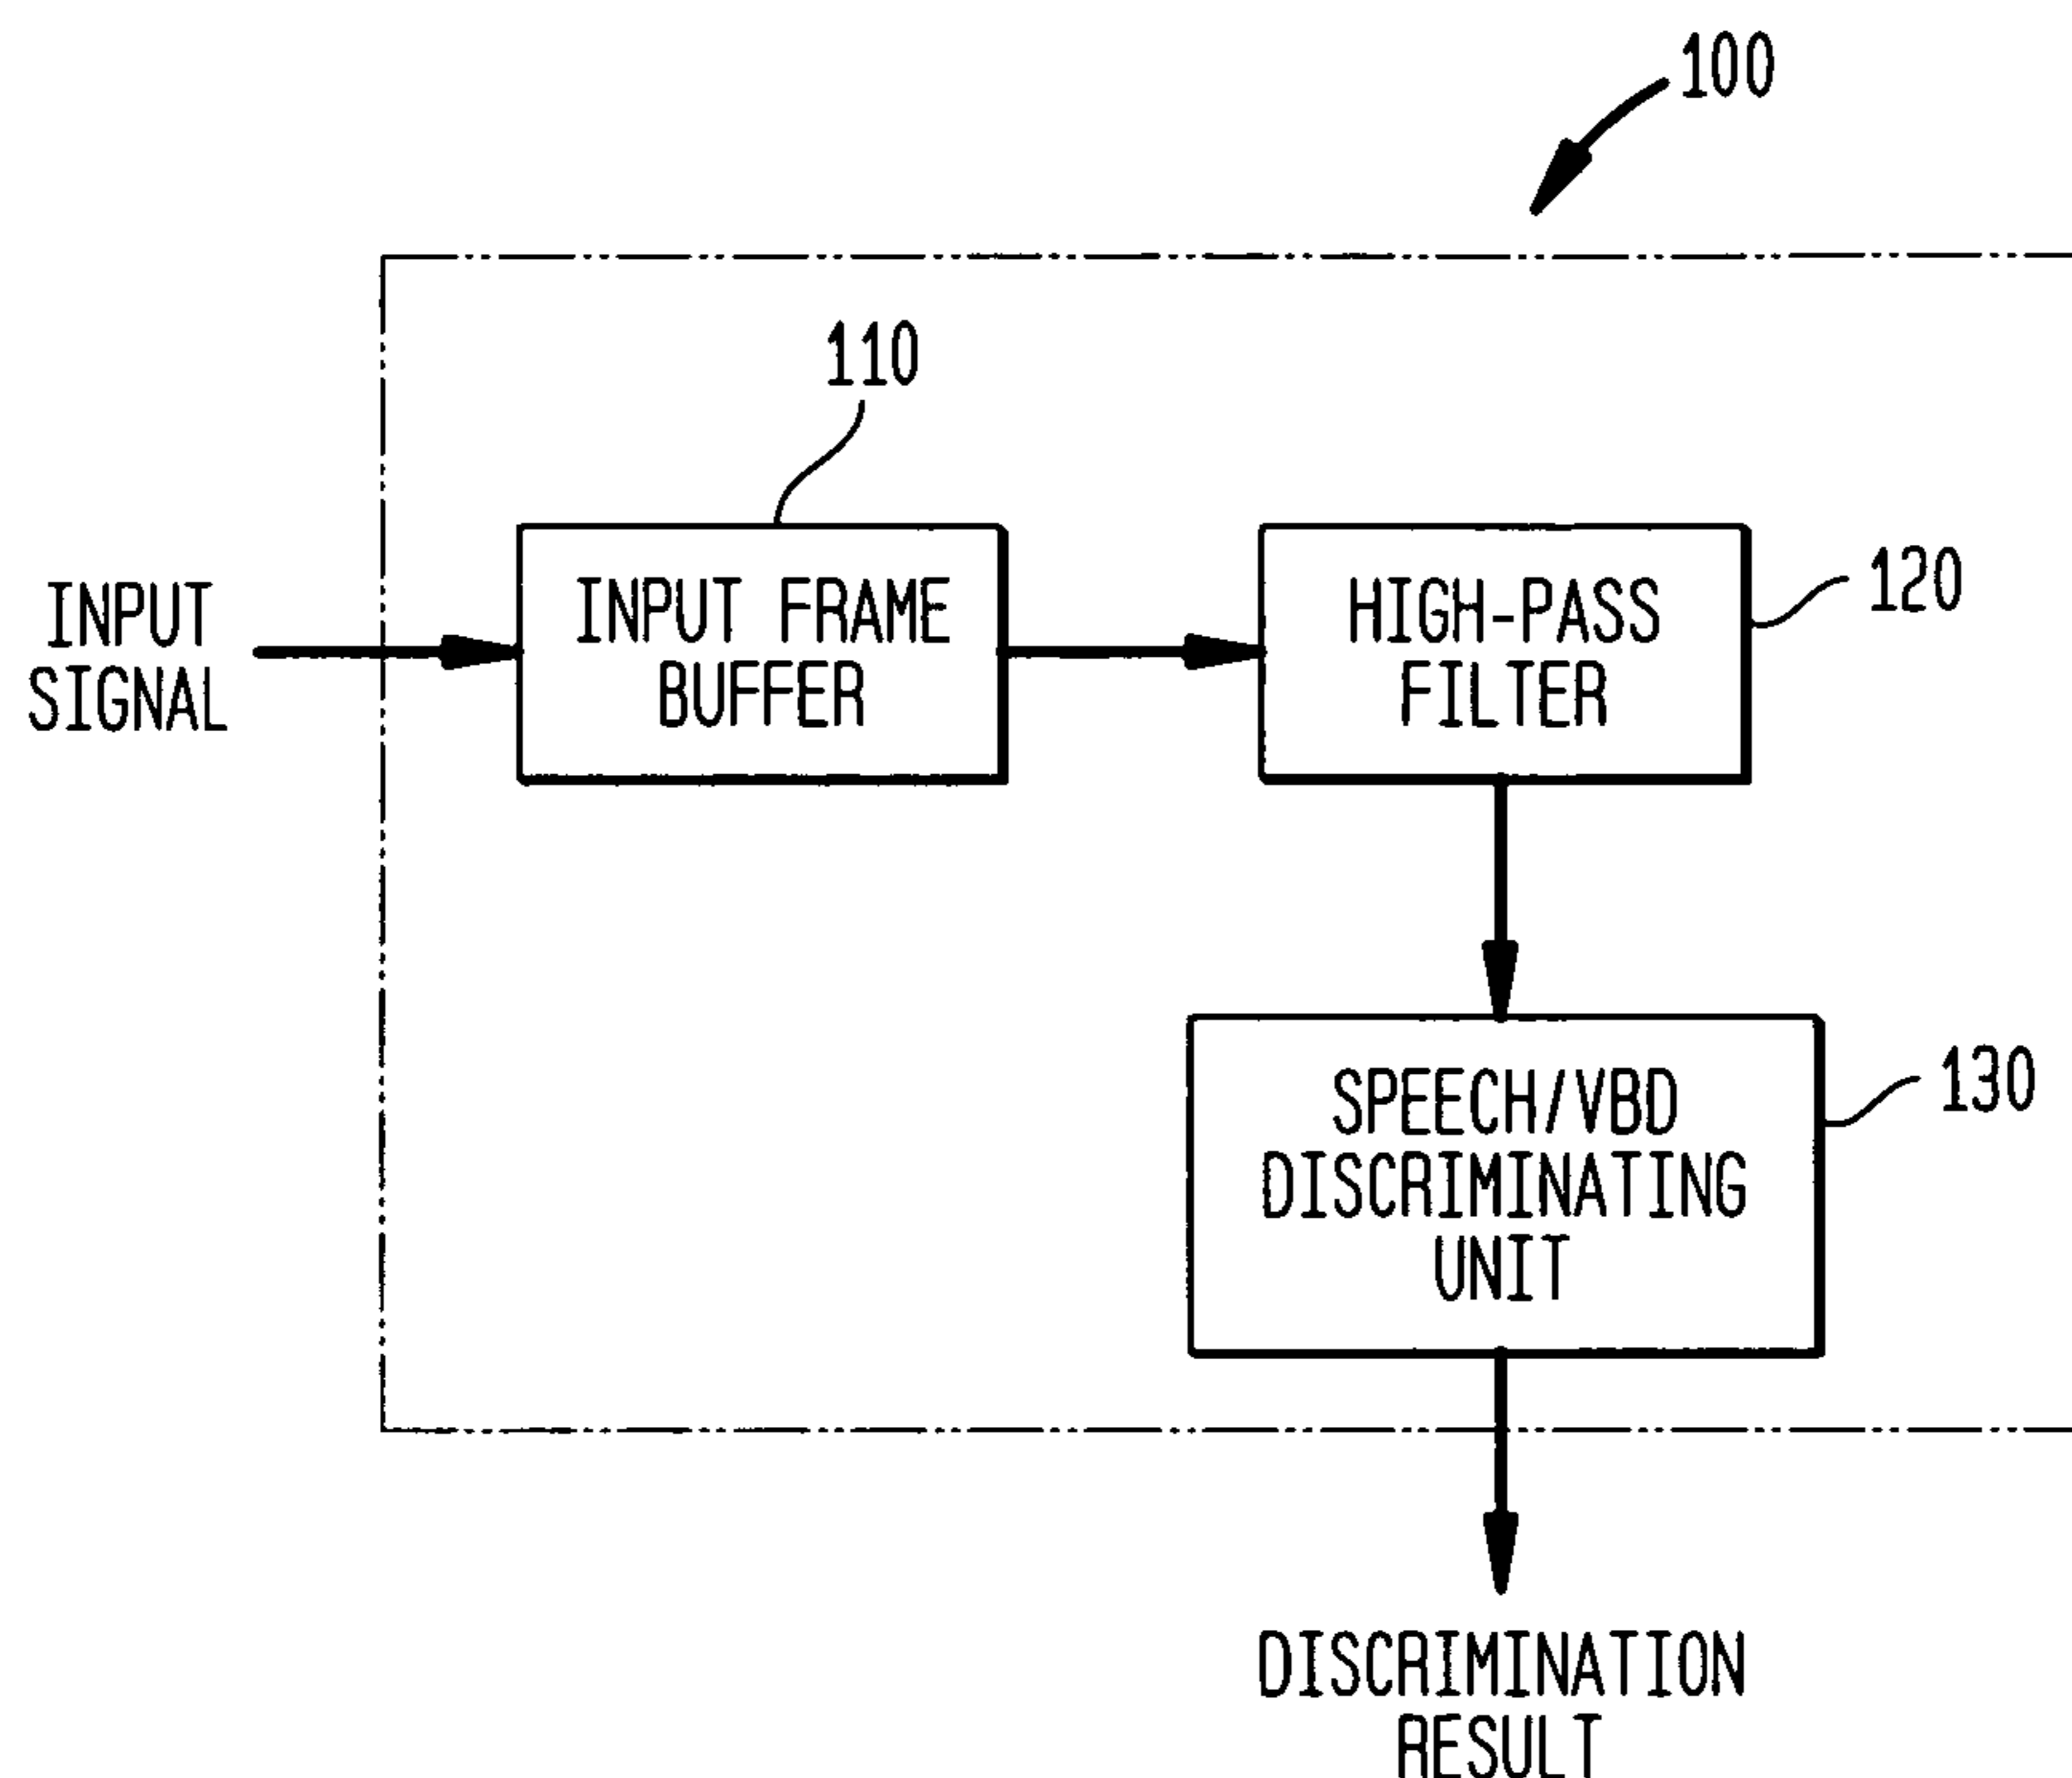 100
110
INPUT FRAME
BUFFER
HIGH-PASS
FILTER
120
INPUT
SIGNAL
SPEECH/VBD
DISCRIMINATING
UNIT
130
DISCRIMINATION
RESULT